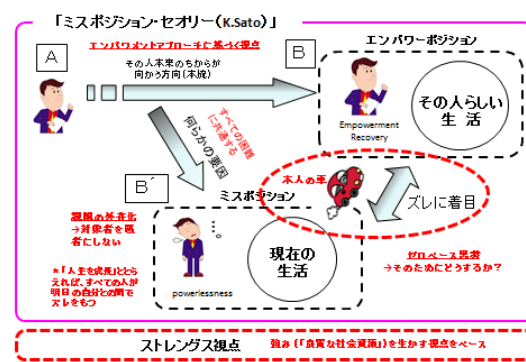 「ミスポジション・セオリー(K.Sato)」
エンパワメントアプローチに基づく視点
A
その人本来のちからが
向かう方向(本旨)
B
エンパワーポジション
その人らしい
生 活
Empowerment
Recovery
すべての困難
に共通する
何らかの要因
B´
ミスポジション
本人の車
ズレに着目
課題の外在化
→対象者を悪
者にしない
現在の
生活
powerlessness
*「人生を成長」ととら
えれば、すべての人が
明日の自分との間で
ズレをもつ
ゼロベース思考
→そのためにどうするか?
ストレングス視点
強み(「良質な社会資源」)を生かす視点をベース